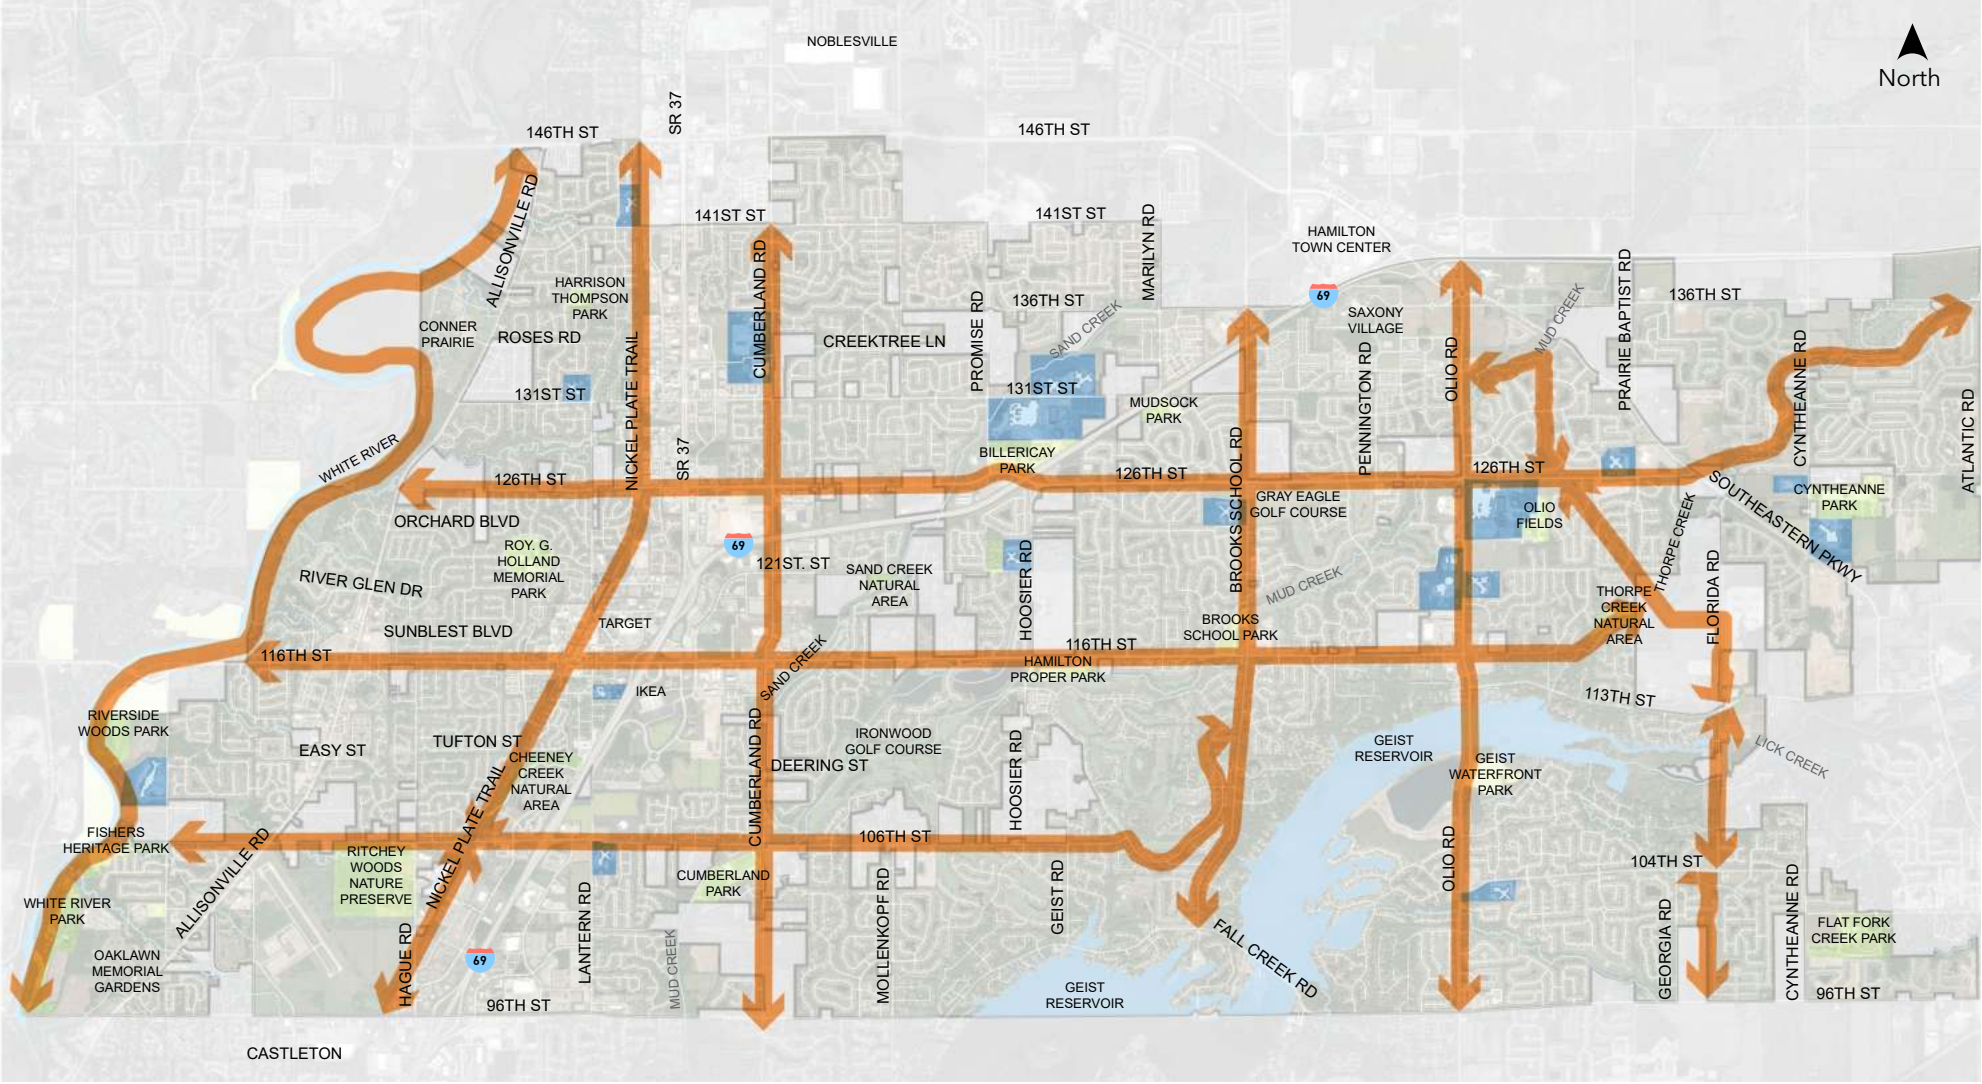 NOBLESVILLE
North
SR 37
146TH ST
146TH ST
ALLISONVILLE RD
141ST ST
141ST ST
MARILYN RD
HAMILTON
TOWN CENTER
CUMBERLAND RD
HARRISON
THOMPSON
PARK
PROMISE RD
136TH ST
SAND CREEK
69
SAXONY
VILLAGE
MUD CREEK
PRAIRIE BAPTIST RD
136TH ST
CONNER
PRAIRIE
ROSES RD
NICKEL PLATE TRAIL
CREEKTREE LN
PENNINGTON RD
OLIO RD
CYNTHEANNE RD
131ST ST
131ST ST
MUDSOCK
PARK
ATLANTIC RD
WHITE RIVER
SR 37
BILLERICAY
PARK
BROOKS SCHOOL RD
126TH ST
126TH ST
126TH ST
SOUTHEASTERN PKWY
CYNTHEANNE
PARK
GRAY EAGLE
GOLF COURSE
OLIO
FIELDS
ORCHARD BLVD
THORPE CREEK
ROY. G.
HOLLAND
MEMORIAL
PARK
69
121ST. ST
SAND CREEK
NATURAL
AREA
HOOSIER RD
MUD CREEK
FLORIDA RD
RIVER GLEN DR
THORPE
CREEK
NATURAL
AREA
SUNBLEST BLVD
TARGET
BROOKS
SCHOOL PARK
116TH ST
116TH ST
SAND CREEK
HAMILTON
PROPER PARK
IKEA
113TH ST
RIVERSIDE
WOODS PARK
EASY ST
TUFTON ST
CHEENEY
CREEK
NATURAL
AREA
CUMBERLAND RD
IRONWOOD
GOLF COURSE
DEERING ST
HOOSIER RD
GEIST
RESERVOIR
GEIST
WATERFRONT
PARK
LICK CREEK
NICKEL PLATE TRAIL
FISHERS
HERITAGE PARK
ALLISONVILLE RD
RITCHEY
WOODS
NATURE
PRESERVE
106TH ST
OLIO RD
104TH ST
CUMBERLAND
PARK
WHITE RIVER
PARK
LANTERN RD
MOLLENKOPF RD
GEIST RD
FALL CREEK RD
GEORGIA RD
CYNTHEANNE RD
FLAT FORK
CREEK PARK
OAKLAWN
MEMORIAL
GARDENS
HAGUE RD
69
MUD CREEK
96TH ST
GEIST
RESERVOIR
96TH ST
CASTLETON